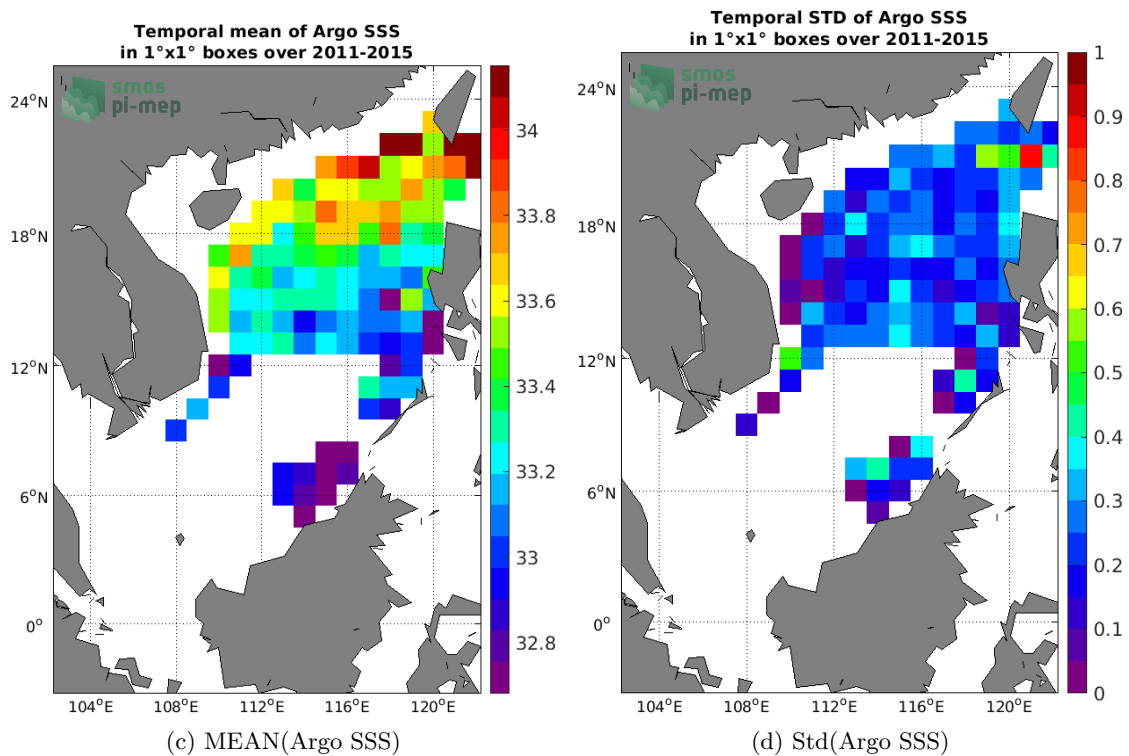 Temporal mean of Argo SSS
in 1°x1° boxes over 2011-2015
smos
pi-mep
24°N
18°N
12°N
6°N
0°
104°E
108°E
112°E
116°E
120°E
34
33.8
33.6
33.4
33.2
33
32.8
(c) MEAN(Argo SSS)
Temporal STD of Argo SSS
in 1°x1° boxes over 2011-2015
smos
pi-mep
24°N
18°N
12°N
6°N
0°
104°E
108°E
112°E
116°E
120°E
1
0.9
0.8
0.7
0.6
0.5
0.4
0.3
0.2
0.1
0
(d) Std(Argo SSS)